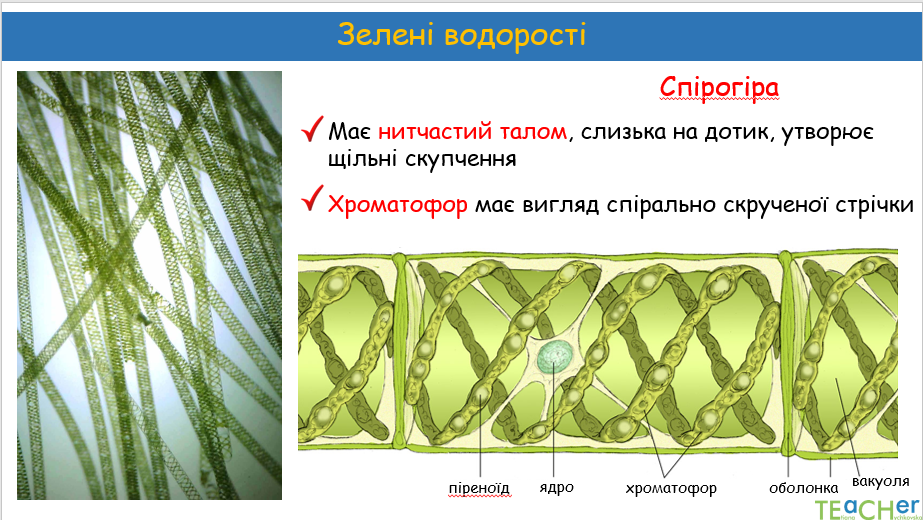 Зелені водорості
Спірогіра
Має нитчастий талом, слизька на дотик, утворює
щільні скупчення
Хроматофор має вигляд спірально скрученої стрічки
піреноїд ядро хроматофор оболонка вакуоля
TEaCHer